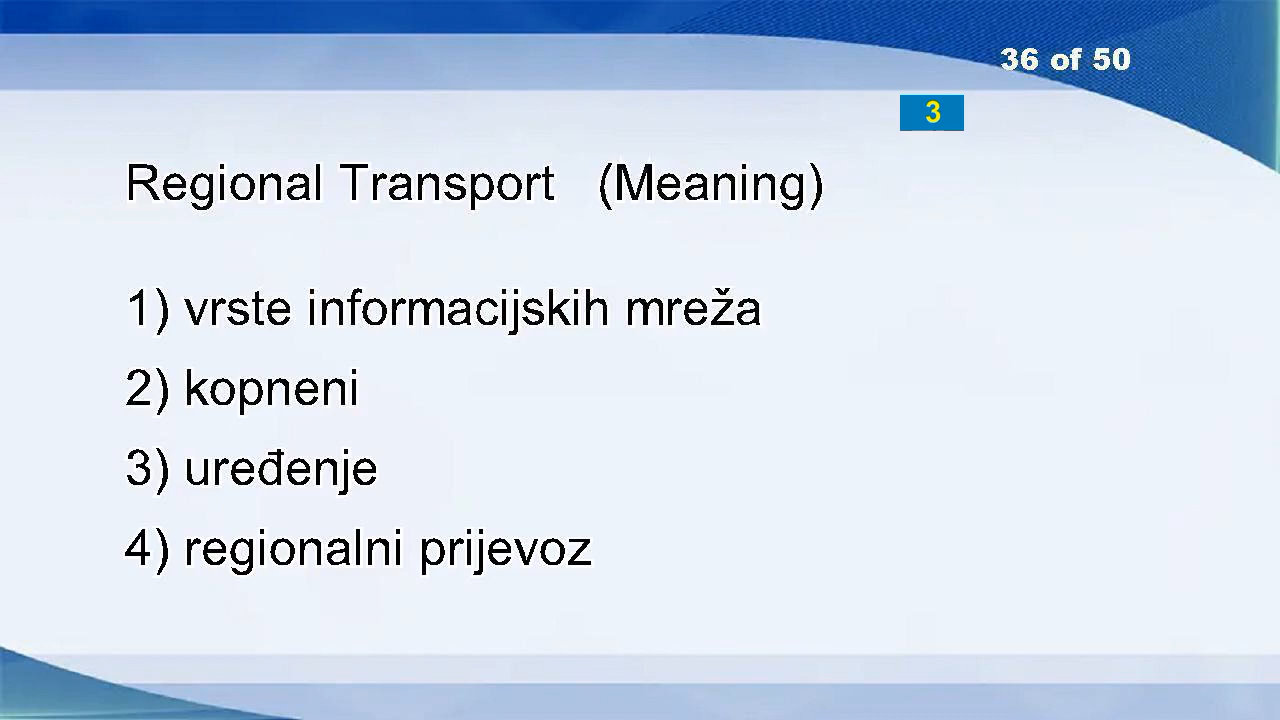 36 of 50
3
Regional Transport (Meaning)
1) vrste informacijskih mreža
2) kopneni
3) uređenje
4) regionalni prijevoz